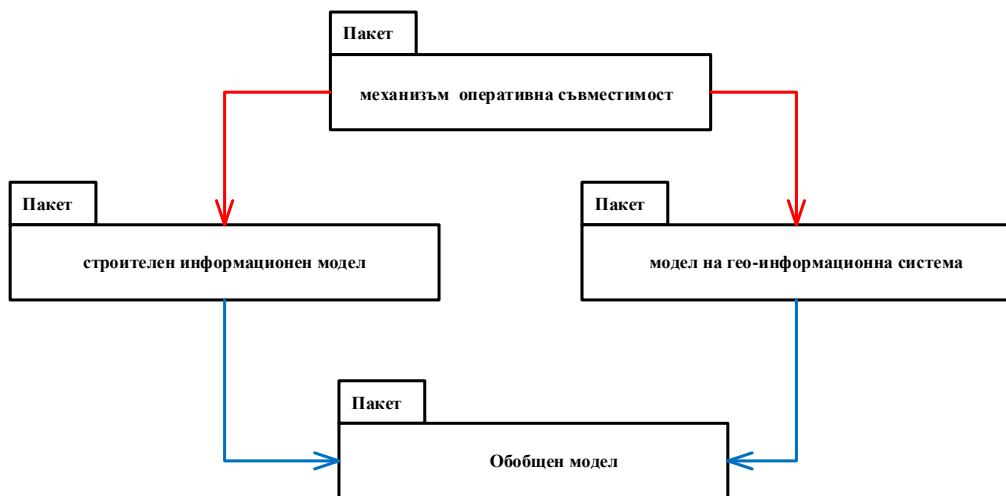 Пакет
механизъм оперативна съвместимост
Пакет
строителен информационен модел
Пакет
модел на гео-информационна система
Пакет
Обобщен модел